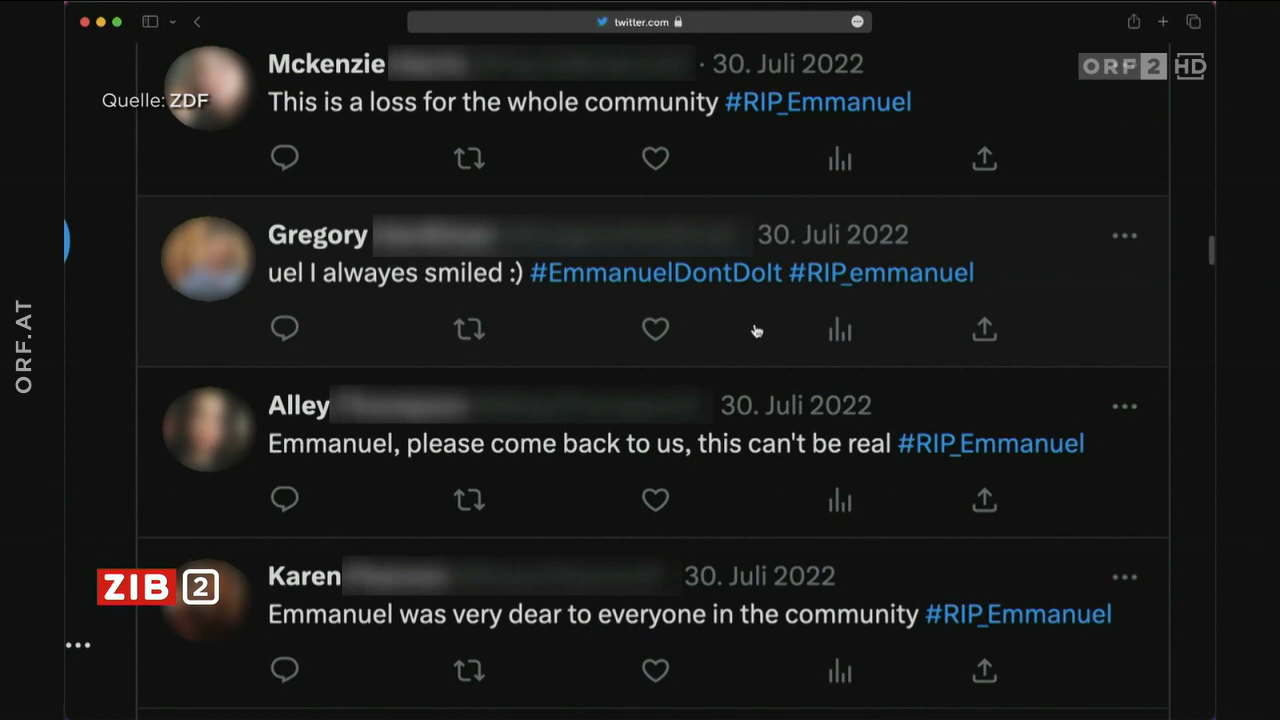 twitter.com
Mckenzie · 30. Juli 2022
ORF 2 HD
Quelle: ZDF
This is a loss for the whole community #RIP_Emmanuel
Gregory 30. Juli 2022
uel I alwayes smiled :) #EmmanuelDontDoIt #RIP_emmanuel
ORF.AT
Alley 30. Juli 2022
Emmanuel, please come back to us, this can't be real #RIP_Emmanuel
Karen 30. Juli 2022
ZIB 2
Emmanuel was very dear to everyone in the community #RIP_Emmanuel